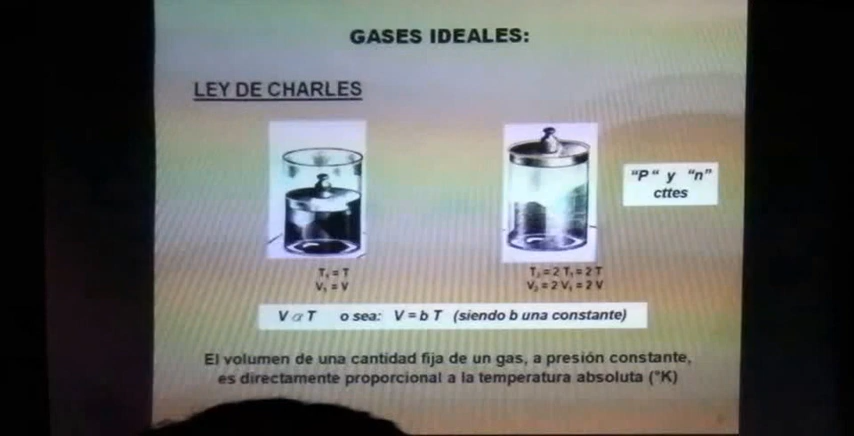 GASES IDEALES:
LEY DE CHARLES
"P" y "n"
cttes
T₁ = T
V₁ = V
T₂ = 2 T₁ = 2 T
V₂ = 2 V₁ = 2 V
V α T o sea: V = b T (siendo b una constante)
El volumen de una cantidad fija de un gas, a presión constante,
es directamente proporcional a la temperatura absoluta (°K)